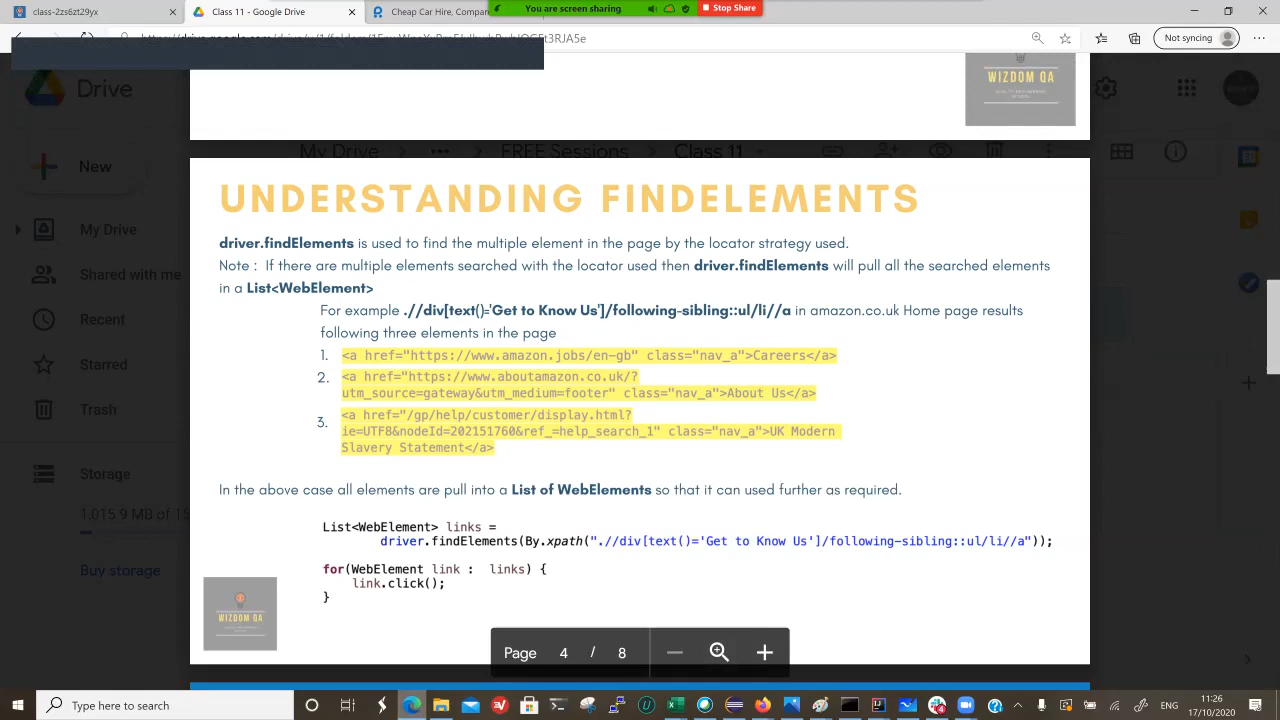 class-2zs6zt29yx
Cheap Car Hire, Compa
You are screen sharing
Stop Share
Not syncing
Drive
WIZDOM QA
My Drive
FREE Sessions
Class 11
New
UNDERSTANDING FINDELEMENTS
My Drive
driver.findElements is used to find the multiple element in the page by the locator strategy used.
Note : If there are multiple elements searched with the locator used then driver.findElements will pull all the searched elements
Shared with me
in a List<WebElement>
For example .//div[text()='Get to Know Us']/following-sibling::ul/li//a in amazon.co.uk Home page results
Recent
following three elements in the page
1. <a href="https://www.amazon.jobs/en-gb" class="nav_a">Careers</a>
Starred
2. <a href="https://www.aboutamazon.co.uk/?
utm_source=gateway&utm_medium=footer" class="nav_a">About Us</a>
Trash
3. <a href="/gp/help/customer/display.html?
ie=UTF8&nodeId=202151760&ref_=help_search_1" class="nav_a">UK Modern
Slavery Statement</a>
Storage
In the above case all elements are pull into a List of WebElements so that it can used further as required.
1,015.9 MB of 15
List<WebElement> links =
driver.findElements(By.xpath(".//div[text()='Get to Know Us']/following-sibling::ul/li//a"));
Buy storage
for(WebElement link : links) {
link.click();
}
WIZDOM QA
Page 4 / 8
Type here to search
11:26
17/10/2020